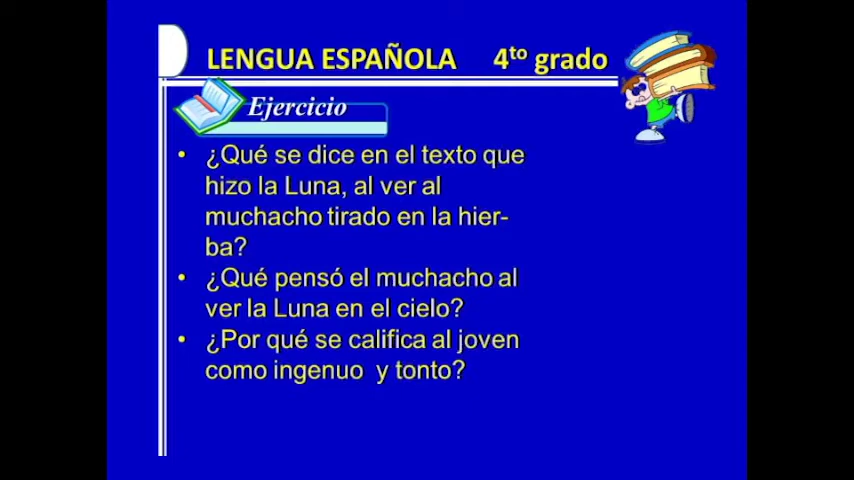 LENGUA ESPAÑOLA 4to grado
Ejercicio
• ¿Qué se dice en el texto que
hizo la Luna, al ver al
muchacho tirado en la hier-
ba?
• ¿Qué pensó el muchacho al
ver la Luna en el cielo?
• ¿Por qué se califica al joven
como ingenuo y tonto?